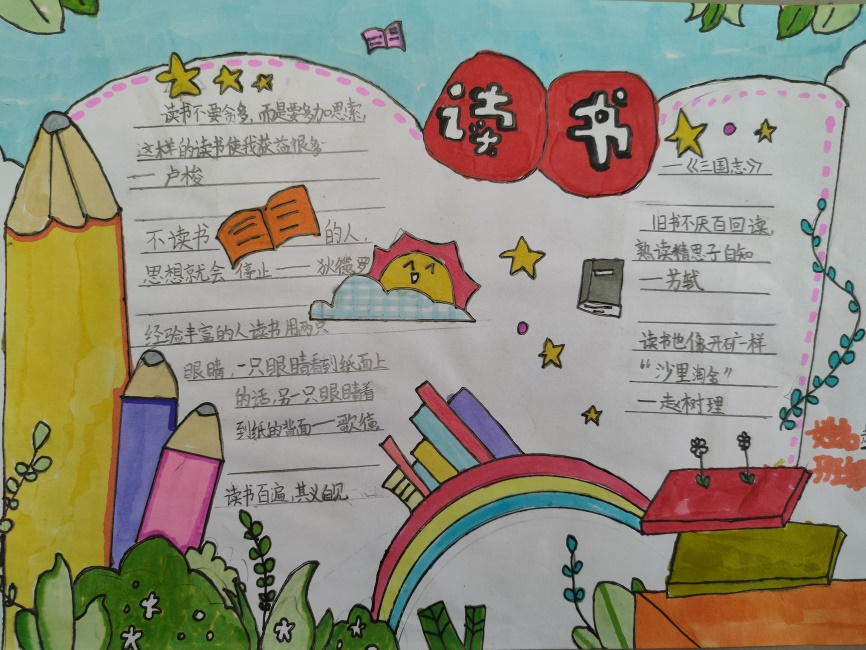 读书
读书不要贪多,而是要多加思索,
这样的读书使我获益很多
— 卢梭
不读书的人,
思想就会停止 —— 狄德罗
经验丰富的人读书用两只
眼睛,一只眼睛看到纸面上
的话,另一只眼睛看
到纸的背面 —— 歌德
读书百遍,其义自见
—《三国志》
旧书不厌百回读,
熟读精思子自知
— 苏轼
读书也像开矿一样
“沙里淘金”
— 赵树理
姓名
班级